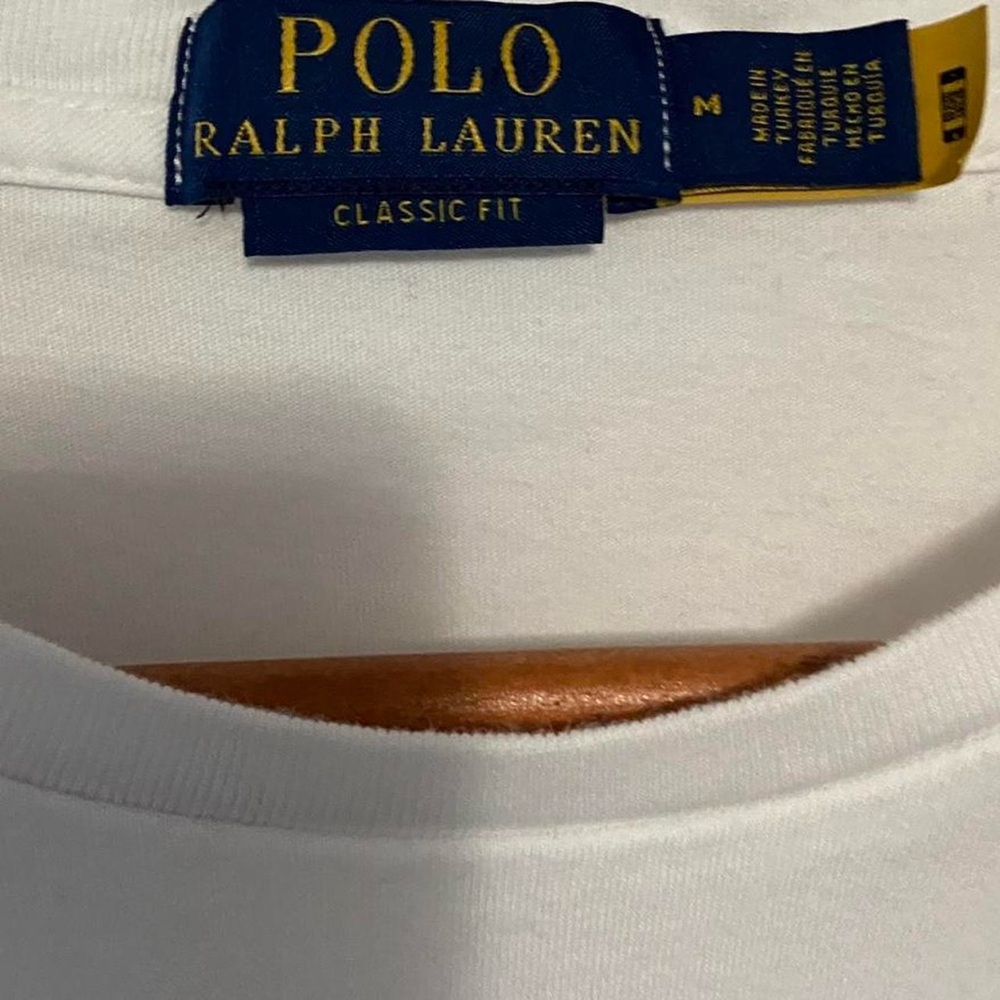 POLO
RALPH LAUREN
CLASSIC FIT
M
MADE IN
TURKEY
FABRIQUÉ EN
TURQUIE
HECHO EN
TURQUÍA